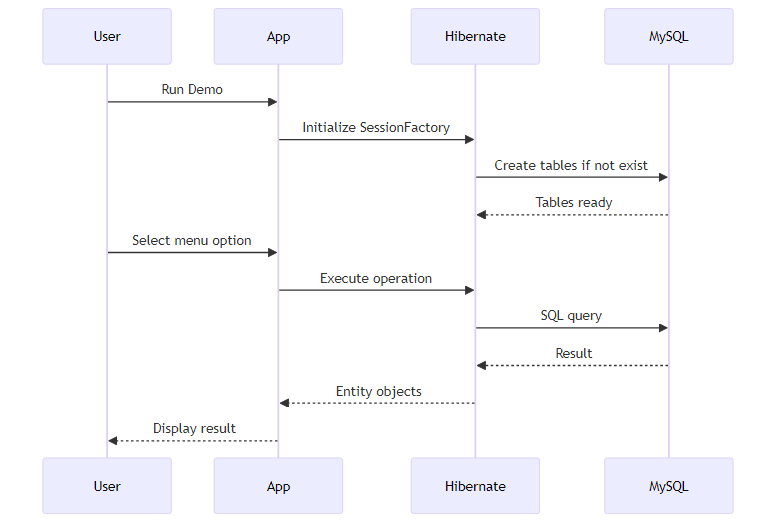 User
App
Hibernate
MySQL
Run Demo
Initialize SessionFactory
Create tables if not exist
Tables ready
Select menu option
Execute operation
SQL query
Result
Entity objects
Display result
User
App
Hibernate
MySQL